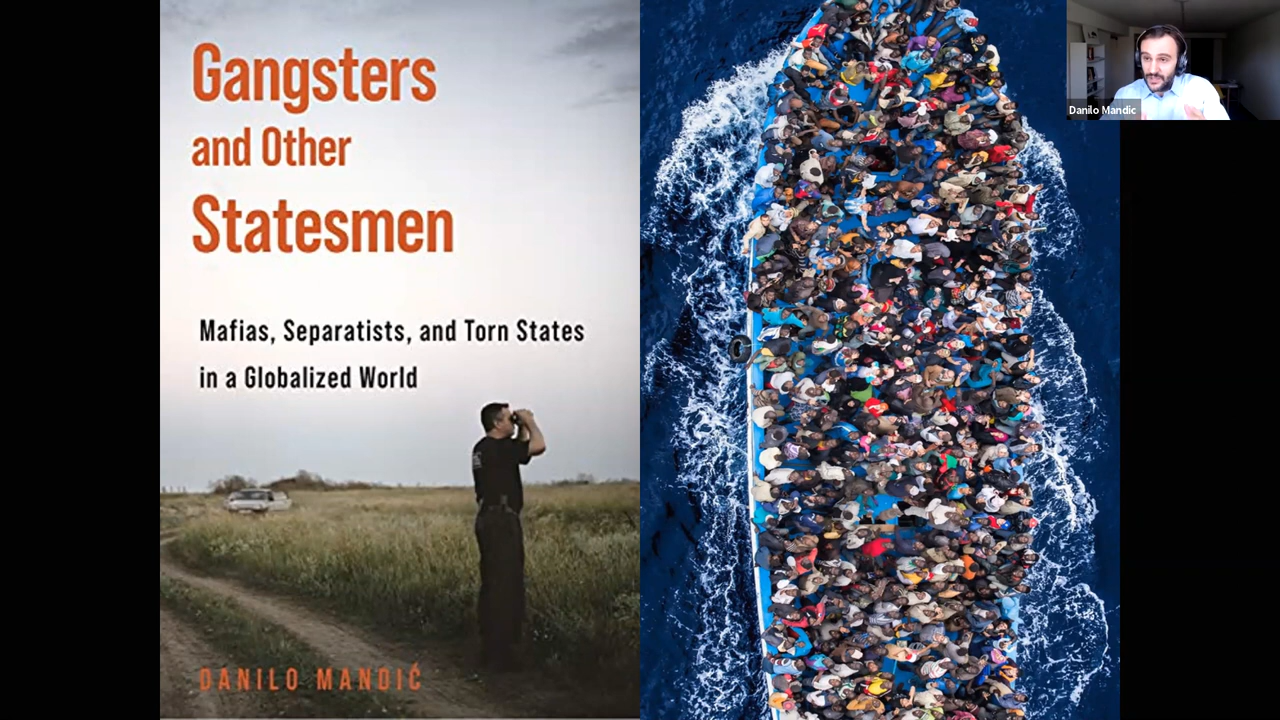 Gangsters
and Other
Statesmen
Mafias, Separatists, and Torn States
in a Globalized World
DANILO MANDIĆ
Danilo Mandic